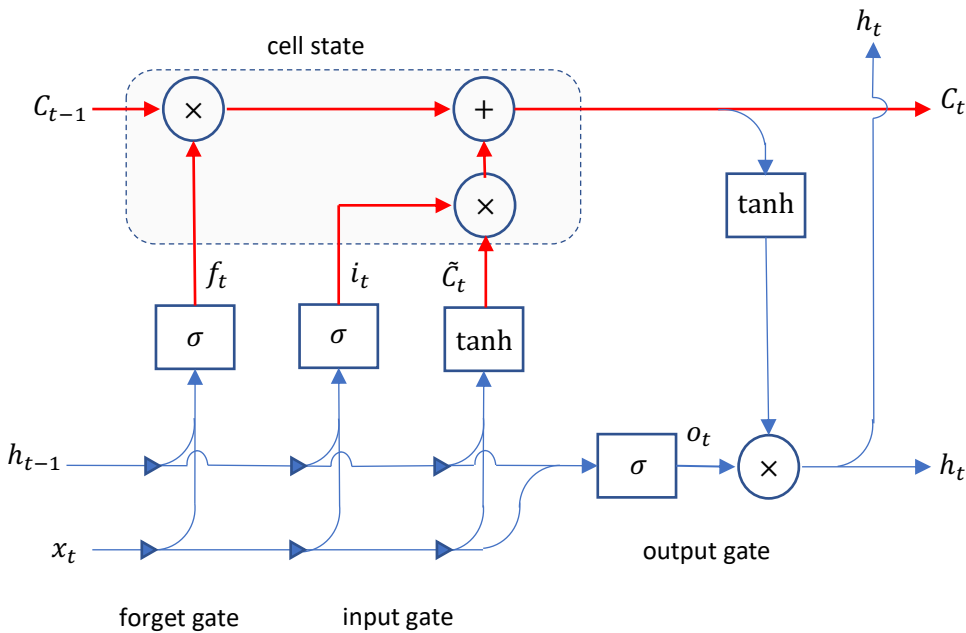 h_t
cell state
C_{t−1}
×
+
C_t
×
tanh
f_t
i_t
C̃_t
σ
σ
tanh
h_{t−1}
σ
o_t
×
h_t
x_t
output gate
forget gate
input gate